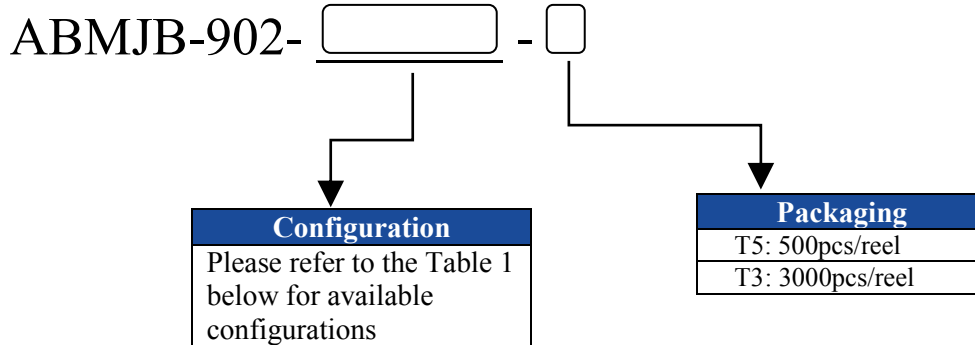 ABMJB-902- -
Configuration
Please refer to the Table 1
below for available
configurations
Packaging
T5: 500pcs/reel
T3: 3000pcs/reel